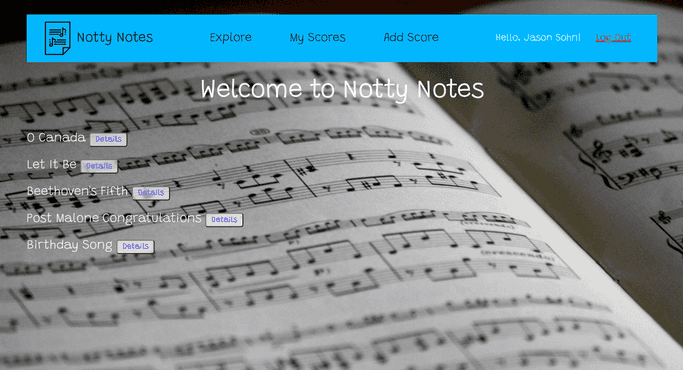 Notty Notes Explore My Scores Add Score Hello, Jason Sohn! Log Out
Welcome to Notty Notes
O Canada Details
Let It Be Details
Beethoven's Fifth Details
Post Malone Congratulations Details
Birthday Song Details
(crescendo)